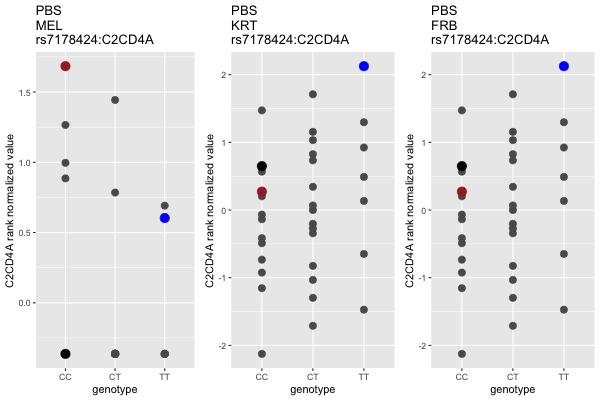 PBS
MEL
rs7178424:C2CD4A
C2CD4A rank normalized value
1.5
1.0
0.5
0.0
CC CT TT
genotype
PBS
KRT
rs7178424:C2CD4A
C2CD4A rank normalized value
2
1
0
-1
-2
CC CT TT
genotype
PBS
FRB
rs7178424:C2CD4A
C2CD4A rank normalized value
2
1
0
-1
-2
CC CT TT
genotype